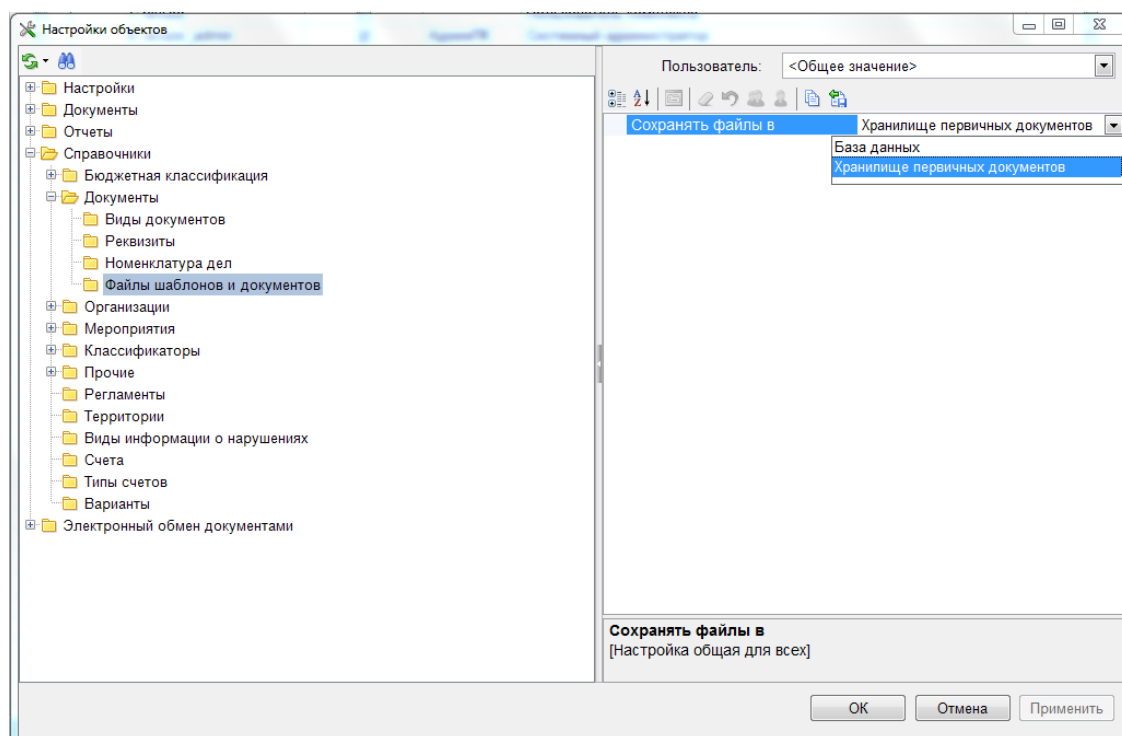 Настройки объектов
Пользователь: <Общее значение>
Настройки
Документы
Отчеты
Справочники
Бюджетная классификация
Документы
Виды документов
Реквизиты
Номенклатура дел
Файлы шаблонов и документов
Организации
Мероприятия
Классификаторы
Прочие
Регламенты
Территории
Виды информации о нарушениях
Счета
Типы счетов
Варианты
Электронный обмен документами
Сохранять файлы в Хранилище первичных документов
База данных
Хранилище первичных документов
Сохранять файлы в
[Настройка общая для всех]
ОК Отмена Применить